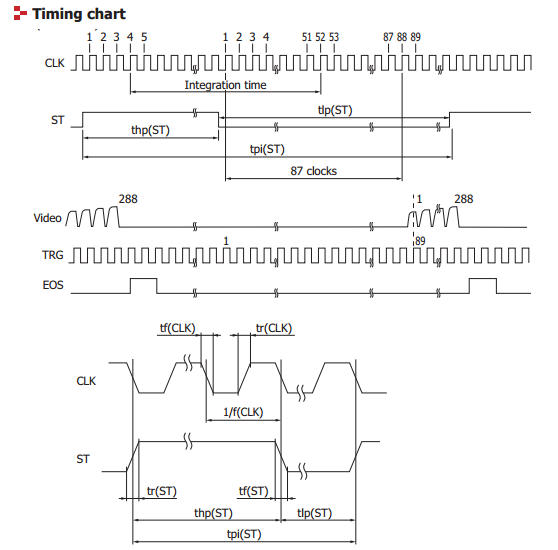 Timing chart
1 2 3 4 5 1 2 3 4 51 52 53 87 88 89
CLK
Integration time
ST
tlp(ST)
thp(ST)
tpi(ST)
87 clocks
288 1 288
Video
TRG 1 89
EOS
tf(CLK) tr(CLK)
CLK
1/f(CLK)
ST
tr(ST) tf(ST)
thp(ST) tlp(ST)
tpi(ST)